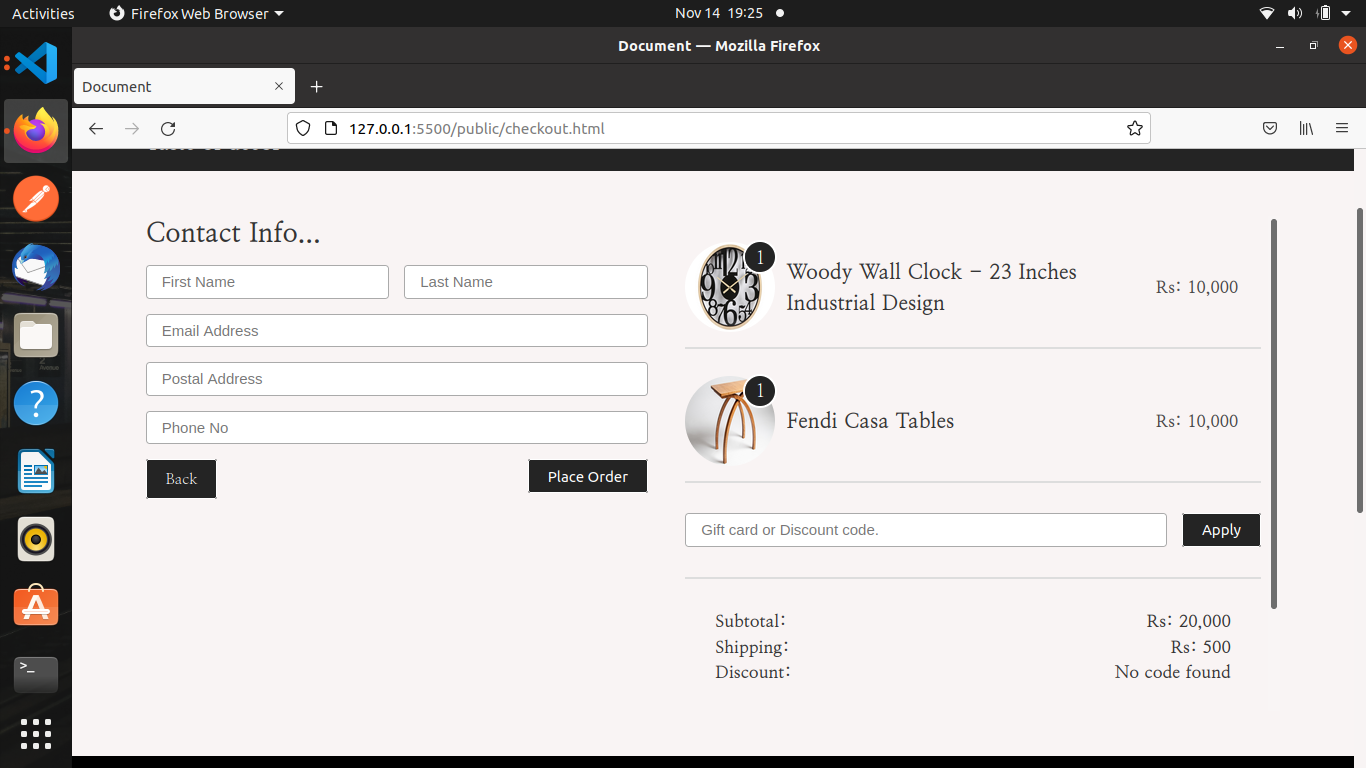 Activities
Firefox Web Browser
Nov 14 19:25
Document — Mozilla Firefox
Document
127.0.0.1:5500/public/checkout.html
Contact Info...
First Name
Last Name
Email Address
Postal Address
Phone No
Back
Place Order
1
Woody Wall Clock - 23 Inches
Industrial Design
Rs: 10,000
1
Fendi Casa Tables
Rs: 10,000
Gift card or Discount code.
Apply
Subtotal:
Rs: 20,000
Shipping:
Rs: 500
Discount:
No code found